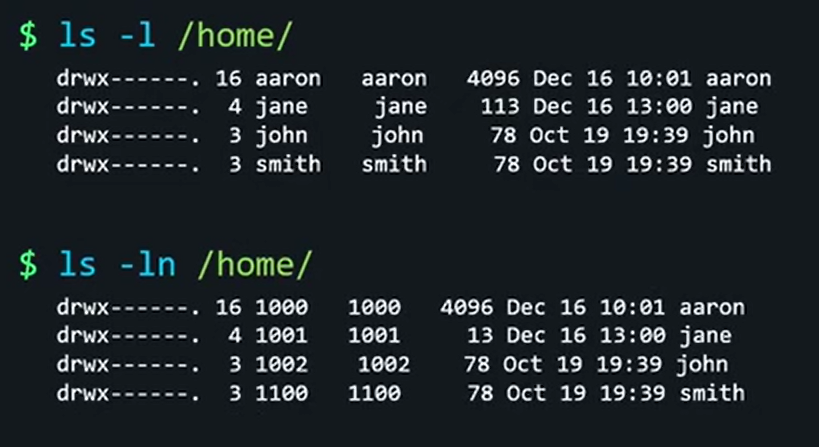 $ ls -l /home/
drwx------. 16 aaron aaron 4096 Dec 16 10:01 aaron
drwx------. 4 jane jane 113 Dec 16 13:00 jane
drwx------. 3 john john 78 Oct 19 19:39 john
drwx------. 3 smith smith 78 Oct 19 19:39 smith
$ ls -ln /home/
drwx------. 16 1000 1000 4096 Dec 16 10:01 aaron
drwx------. 4 1001 1001 13 Dec 16 13:00 jane
drwx------. 3 1002 1002 78 Oct 19 19:39 john
drwx------. 3 1100 1100 78 Oct 19 19:39 smith